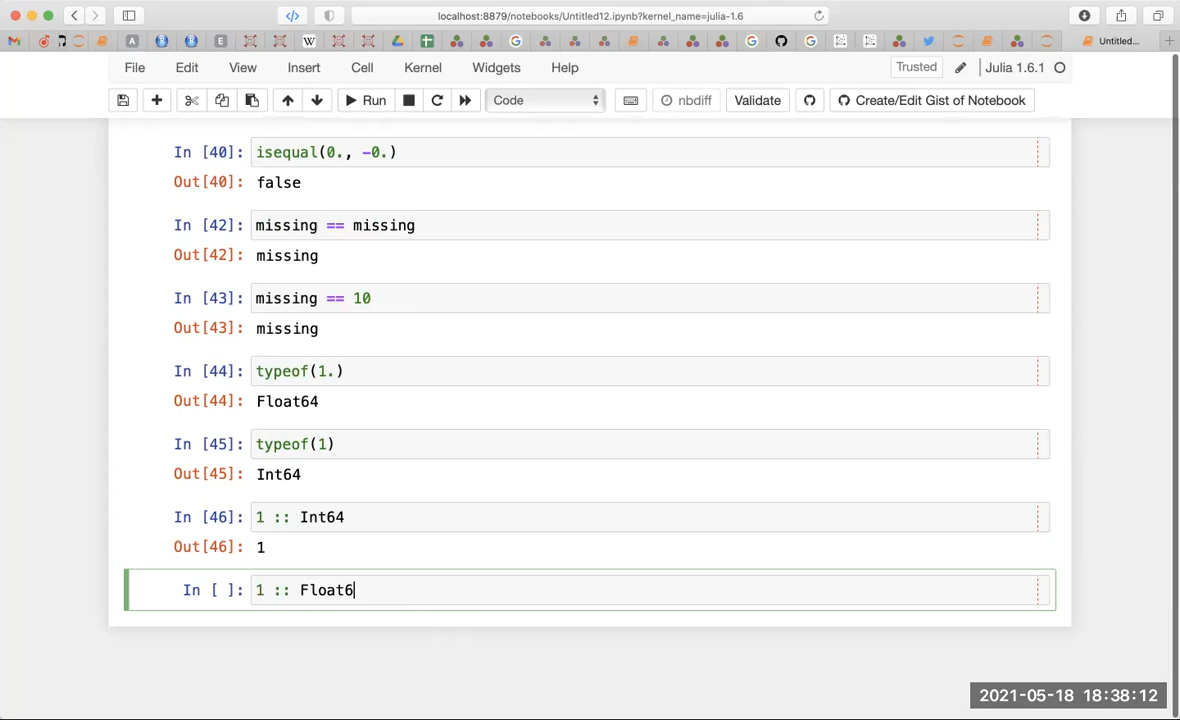 localhost:8879/notebooks/Untitled12.ipynb?kernel_name=julia-1.6
Untitled...
File Edit View Insert Cell Kernel Widgets Help Trusted Julia 1.6.1
Run Code nbdiff Validate Create/Edit Gist of Notebook
In [40]: isequal(0., -0.)
Out[40]: false
In [42]: missing == missing
Out[42]: missing
In [43]: missing == 10
Out[43]: missing
In [44]: typeof(1.)
Out[44]: Float64
In [45]: typeof(1)
Out[45]: Int64
In [46]: 1 :: Int64
Out[46]: 1
In [ ]: 1 :: Float6
2021-05-18 18:38:12